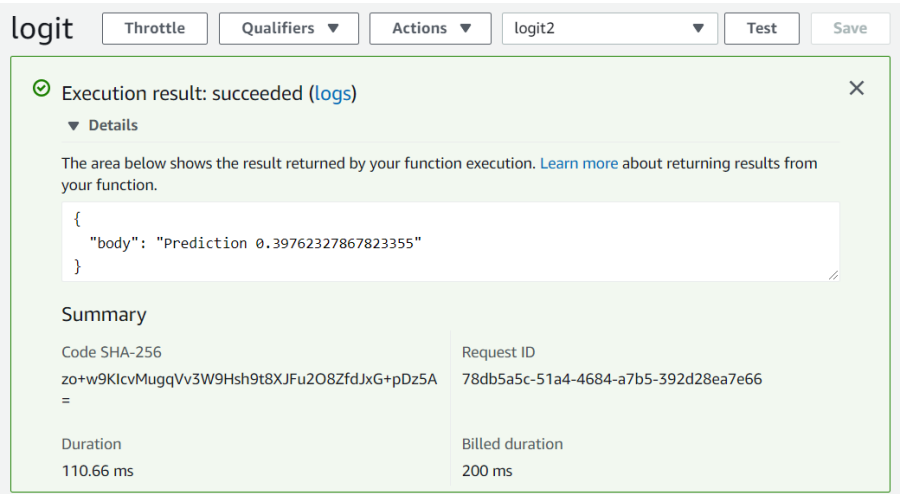 logit Throttle Qualifiers ▼ Actions ▼ logit2 ▼ Test Save
Execution result: succeeded (logs)
▼ Details
The area below shows the result returned by your function execution. Learn more about returning results from
your function.
{
"body": "Prediction 0.39762327867823355"
}
Summary
Code SHA-256
zo+w9KIcvMugqVv3W9Hsh9t8XJFu2O8ZfdJxG+pDz5A
=
Request ID
78db5a5c-51a4-4684-a7b5-392d28ea7e66
Duration
110.66 ms
Billed duration
200 ms